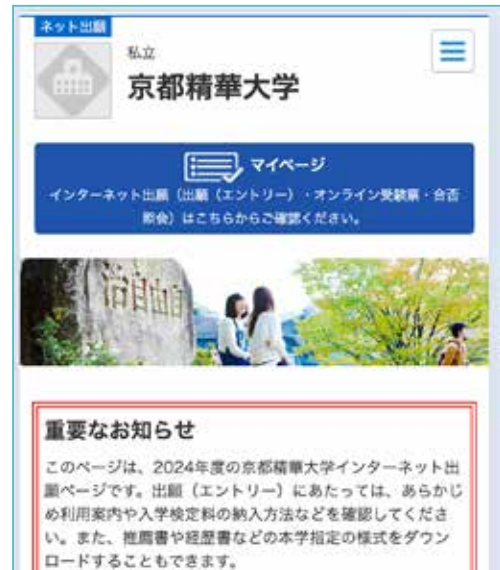 ネット出願
私立
京都精華大学
マイページ
インターネット出願（出願（エントリー）・オンライン受験票・合否
照会）はこちらからご確認ください。
自由自治
重要なお知らせ
このページは、2024年度の京都精華大学インターネット出
願ページです。出願（エントリー）にあたっては、あらかじ
め利用案内や入学検定料の納入方法などを確認してくださ
い。また、推薦書や経歴書などの本学指定の様式をダウン
ロードすることもできます。